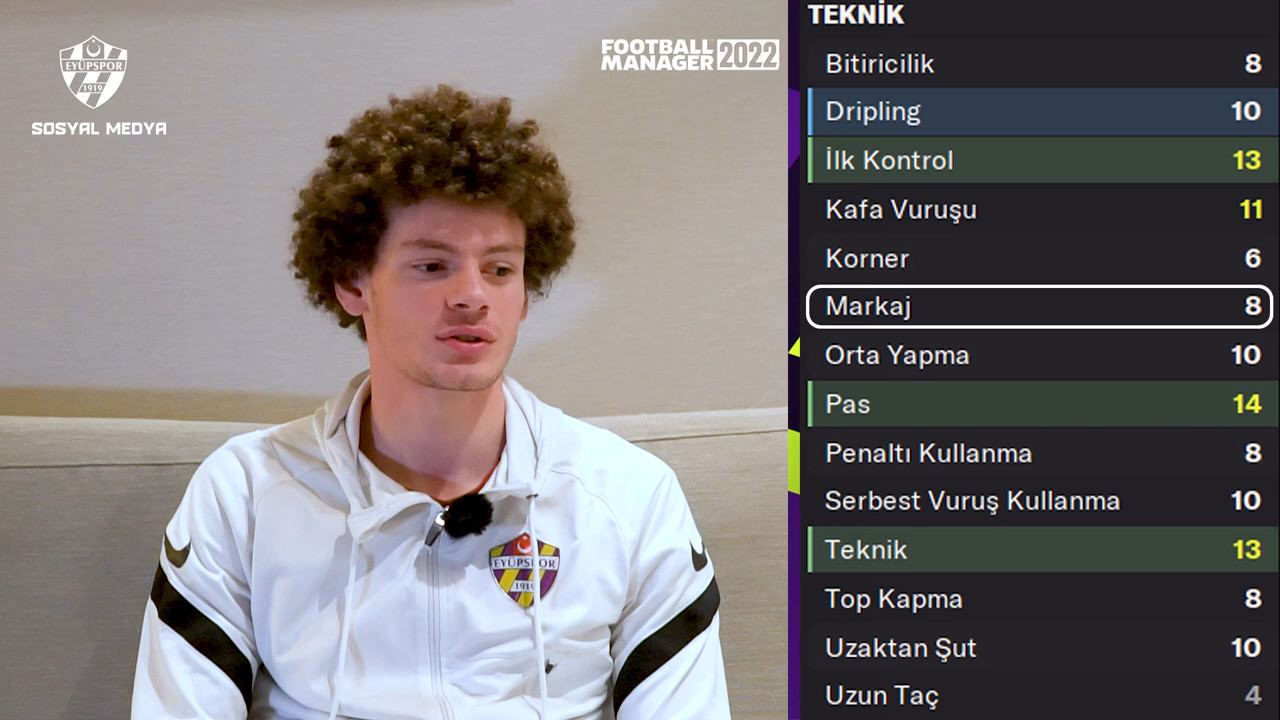 EYÜPSPOR
1919
SOSYAL MEDYA
FOOTBALL
MANAGER 2022
EYÜPSPOR
1919
TEKNİK
Bitiricilik 8
Dripling 10
İlk Kontrol 13
Kafa Vuruşu 11
Korner 6
Markaj 8
Orta Yapma 10
Pas 14
Penaltı Kullanma 8
Serbest Vuruş Kullanma 10
Teknik 13
Top Kapma 8
Uzaktan Şut 10
Uzun Taç 4